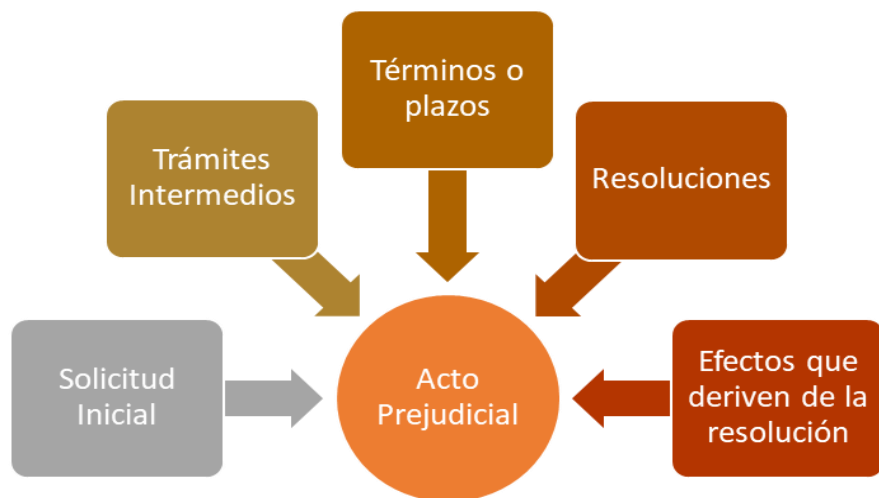 Términos o
plazos
Trámites
Intermedios
Resoluciones
Solicitud
Inicial
Acto
Prejudicial
Efectos que
deriven de la
resolución